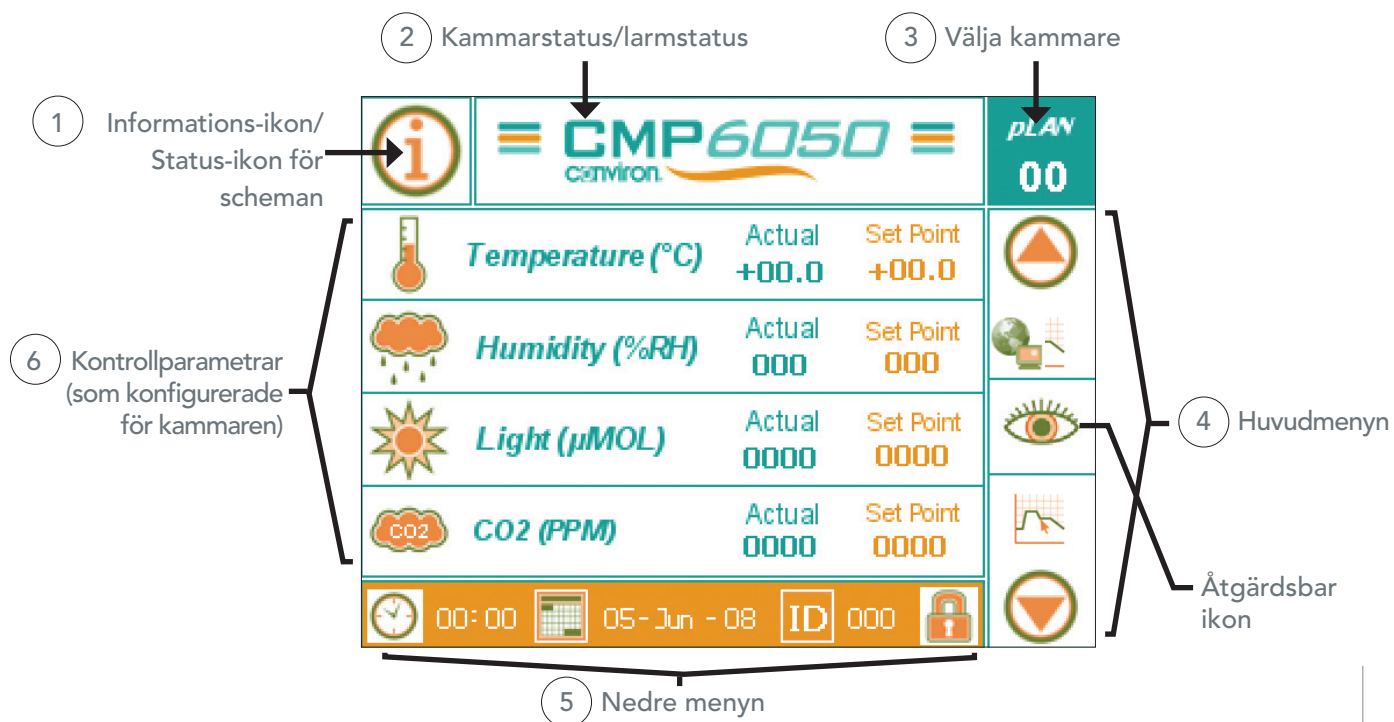 2 Kammarstatus/larmstatus
3 Välja kammare
1 Informations-ikon/
Status-ikon för
scheman
i
CMP6050
conviron
pLAN
00
Temperature (°C)
Actual
+00.0
Set Point
+00.0
Humidity (%RH)
Actual
000
Set Point
000
Light (µMOL)
Actual
0000
Set Point
0000
CO2
CO2 (PPM)
Actual
0000
Set Point
0000
00:00
05-Jun-08
ID
000
6 Kontrollparametrar
(som konfigurerade
för kammaren)
4 Huvudmenyn
Åtgärdsbar
ikon
5 Nedre menyn